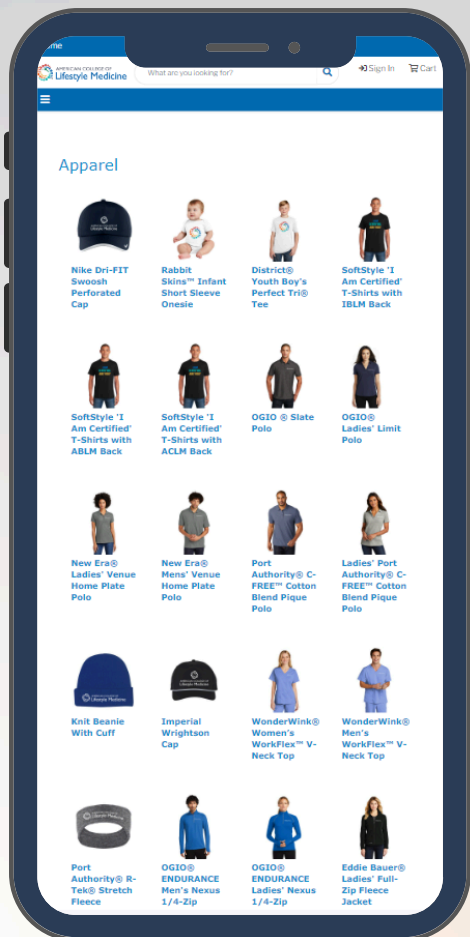 ome
AMERICAN COLLEGE OF
Lifestyle Medicine
What are you looking for?
Sign In
Cart
Apparel
Nike Dri-FIT
Swoosh
Perforated
Cap
Rabbit
Skins™ Infant
Short Sleeve
Onesie
District®
Youth Boy's
Perfect Tri®
Tee
SoftStyle 'I
Am Certified'
T-Shirts with
IBLM Back
SoftStyle 'I
Am Certified'
T-Shirts with
ABLM Back
SoftStyle 'I
Am Certified'
T-Shirts with
ACLM Back
OGIO ® Slate
Polo
OGIO®
Ladies' Limit
Polo
New Era®
Ladies' Venue
Home Plate
Polo
New Era®
Mens' Venue
Home Plate
Polo
Port
Authority® C-
FREE™ Cotton
Blend Pique
Polo
Ladies' Port
Authority® C-
FREE™ Cotton
Blend Pique
Polo
Knit Beanie
With Cuff
Imperial
Wrightson
Cap
WonderWink®
Women's
WorkFlex™ V-
Neck Top
WonderWink®
Men's
WorkFlex™ V-
Neck Top
Port
Authority® R-
Tek® Stretch
Fleece
OGIO®
ENDURANCE
Men's Nexus
1/4-Zip
OGIO®
ENDURANCE
Ladies' Nexus
1/4-Zip
Eddie Bauer®
Ladies' Full-
Zip Fleece
Jacket